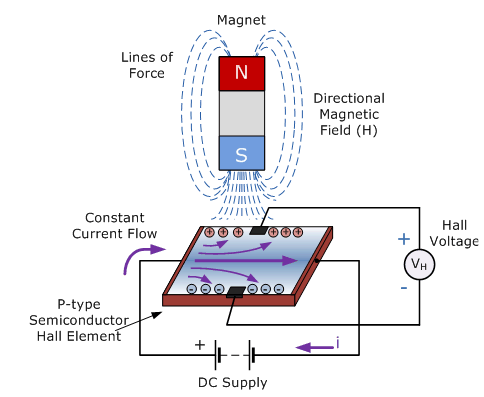 Magnet
Lines of
Force
N
Directional
Magnetic
Field (H)
S
Constant
Current Flow
+ + + + + +
+
Hall
Voltage
VH
-
- - - - - -
P-type
Semiconductor
Hall Element
+
i
DC Supply